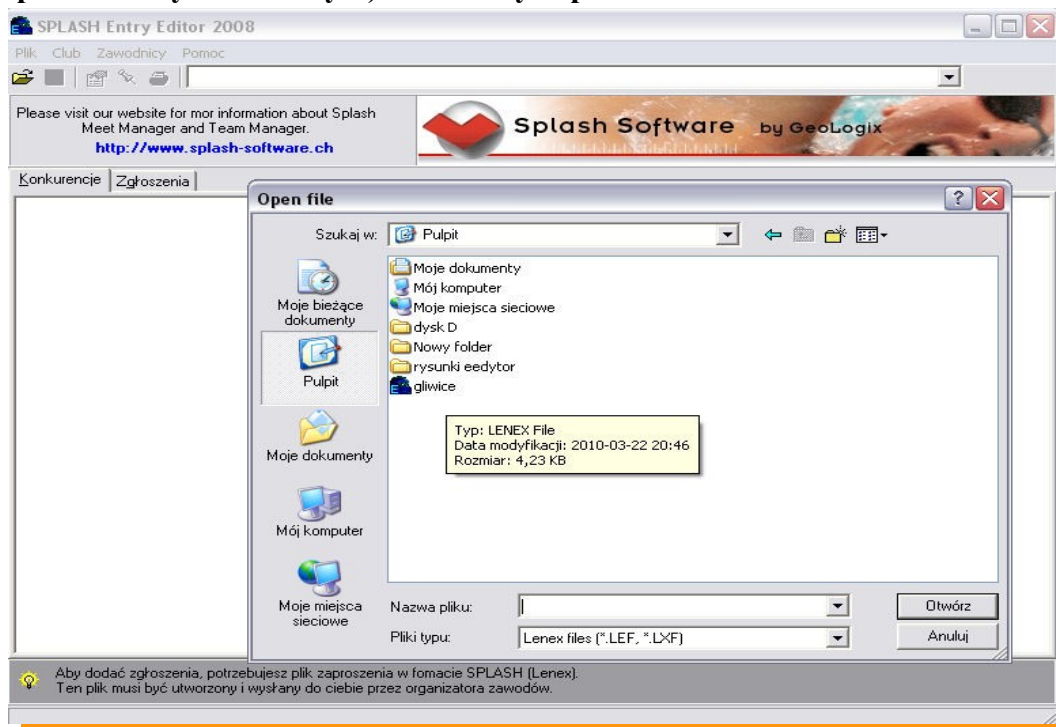 SPLASH Entry Editor 2008
Plik Club Zawodnicy Pomoc
Please visit our website for mor information about Splash
Meet Manager and Team Manager.
http://www.splash-software.ch
Splash Software by GeoLogix
Konkurencje Zgłoszenia
Open file
Szukaj w: Pulpit
Moje bieżące
dokumenty
Pulpit
Moje dokumenty
Mój komputer
Moje miejsca
sieciowe
Moje dokumenty
Mój komputer
Moje miejsca sieciowe
dysk D
Nowy folder
rysunki eedytor
gliwice
Typ: LENEX File
Data modyfikacji: 2010-03-22 20:46
Rozmiar: 4,23 KB
Nazwa pliku:
Otwórz
Pliki typu: Lenex files (*.LEF, *.LXF)
Anuluj
Aby dodać zgłoszenia, potrzebujesz plik zaproszenia w fomacie SPLASH (Lenex).
Ten plik musi być utworzony i wysłany do ciebie przez organizatora zawodów.